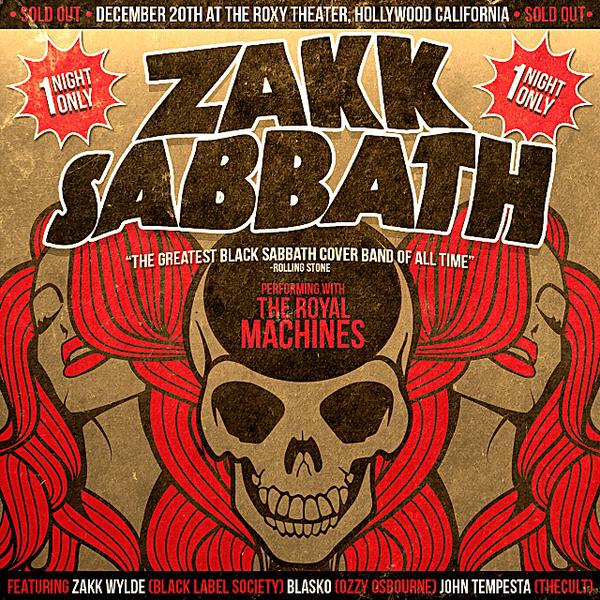 • SOLD OUT • DECEMBER 20TH AT THE ROXY THEATER, HOLLYWOOD CALIFORNIA • SOLD OUT •
1 NIGHT ONLY
1 NIGHT ONLY
ZAKK
SABBATH
"THE GREATEST BLACK SABBATH COVER BAND OF ALL TIME"
-ROLLING STONE
PERFORMING WITH
THE ROYAL
MACHINES
FEATURING ZAKK WYLDE (BLACK LABEL SOCIETY) BLASKO (OZZY OSBOURNE) JOHN TEMPESTA (THECULT)